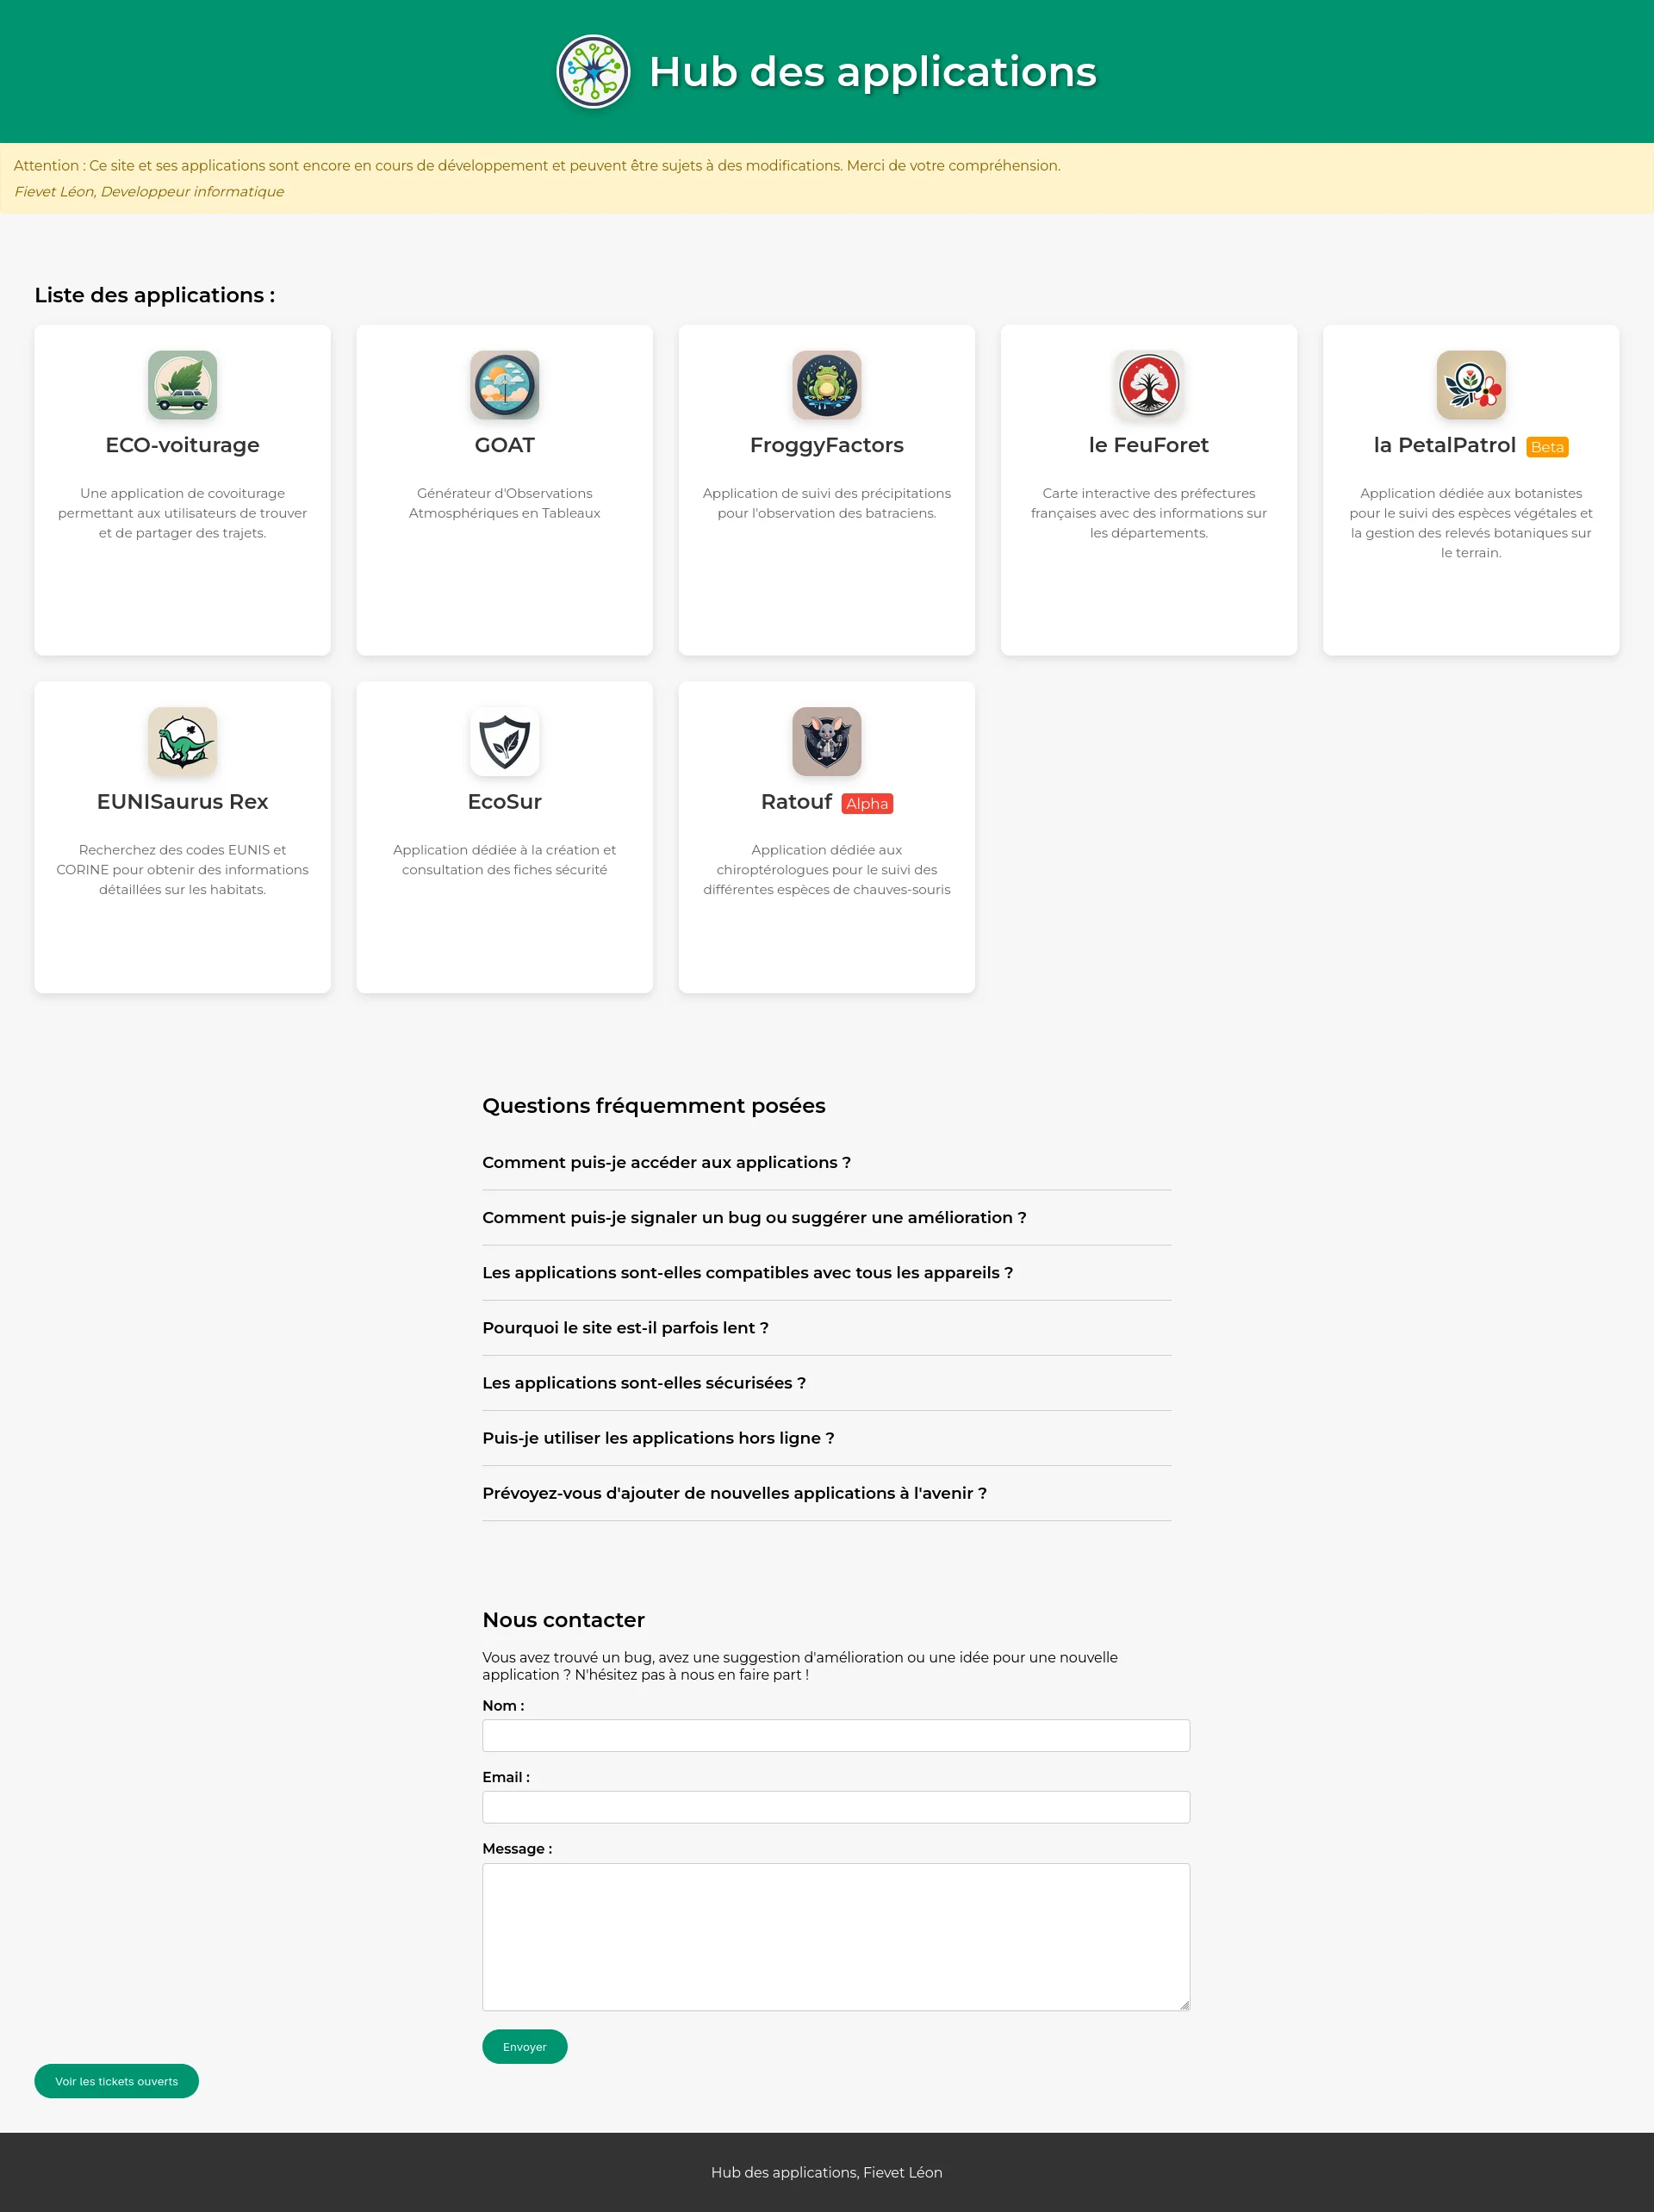 Hub des applications
Attention : Ce site et ses applications sont encore en cours de développement et peuvent être sujets à des modifications. Merci de votre compréhension.
Fievet Léon, Developpeur informatique
Liste des applications :
ECO-voiturage
Une application de covoiturage
permettant aux utilisateurs de trouver
et de partager des trajets.
GOAT
Générateur d'Observations
Atmosphériques en Tableaux
FroggyFactors
Application de suivi des précipitations
pour l'observation des batraciens.
le FeuForet
Carte interactive des préfectures
françaises avec des informations sur
les départements.
la PetalPatrol Beta
Application dédiée aux botanistes
pour le suivi des espèces végétales et
la gestion des relevés botaniques sur
le terrain.
EUNISaurus Rex
Recherchez des codes EUNIS et
CORINE pour obtenir des informations
détaillées sur les habitats.
EcoSur
Application dédiée à la création et
consultation des fiches sécurité
Ratouf Alpha
Application dédiée aux
chiroptérologues pour le suivi des
différentes espèces de chauves-souris
Questions fréquemment posées
Comment puis-je accéder aux applications ?
Comment puis-je signaler un bug ou suggérer une amélioration ?
Les applications sont-elles compatibles avec tous les appareils ?
Pourquoi le site est-il parfois lent ?
Les applications sont-elles sécurisées ?
Puis-je utiliser les applications hors ligne ?
Prévoyez-vous d'ajouter de nouvelles applications à l'avenir ?
Nous contacter
Vous avez trouvé un bug, avez une suggestion d'amélioration ou une idée pour une nouvelle
application ? N'hésitez pas à nous en faire part !
Nom :
Email :
Message :
Envoyer
Voir les tickets ouverts
Hub des applications, Fievet Léon